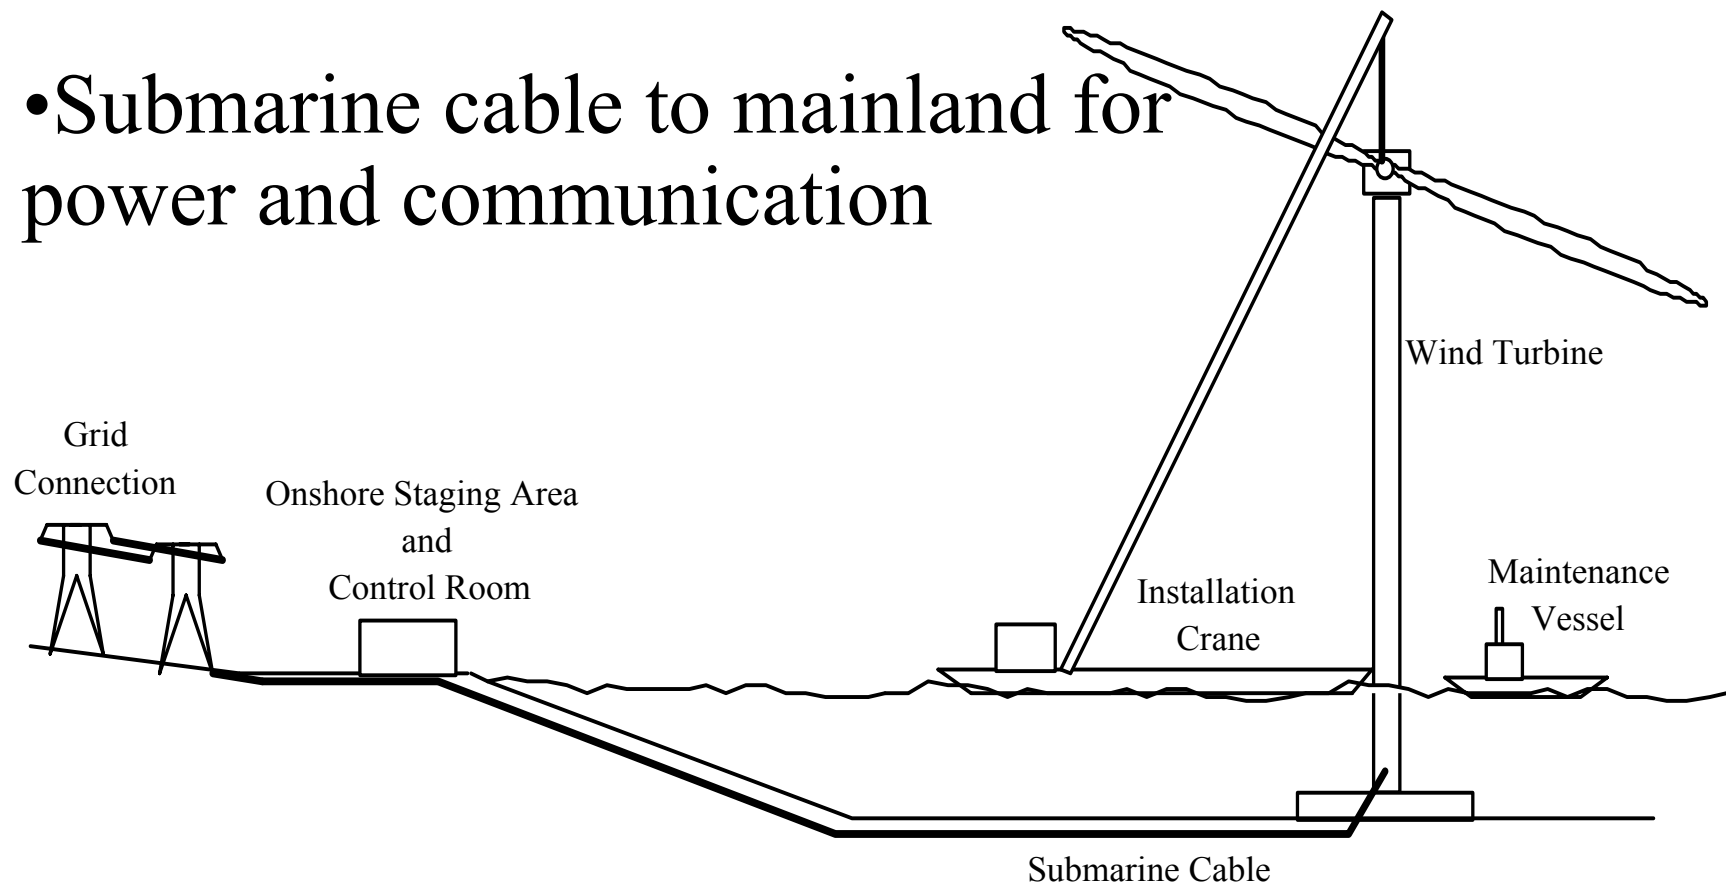 •Submarine cable to mainland for
power and communication
Wind Turbine
Grid
Connection
Onshore Staging Area
and
Control Room
Installation
Crane
Maintenance
Vessel
Submarine Cable